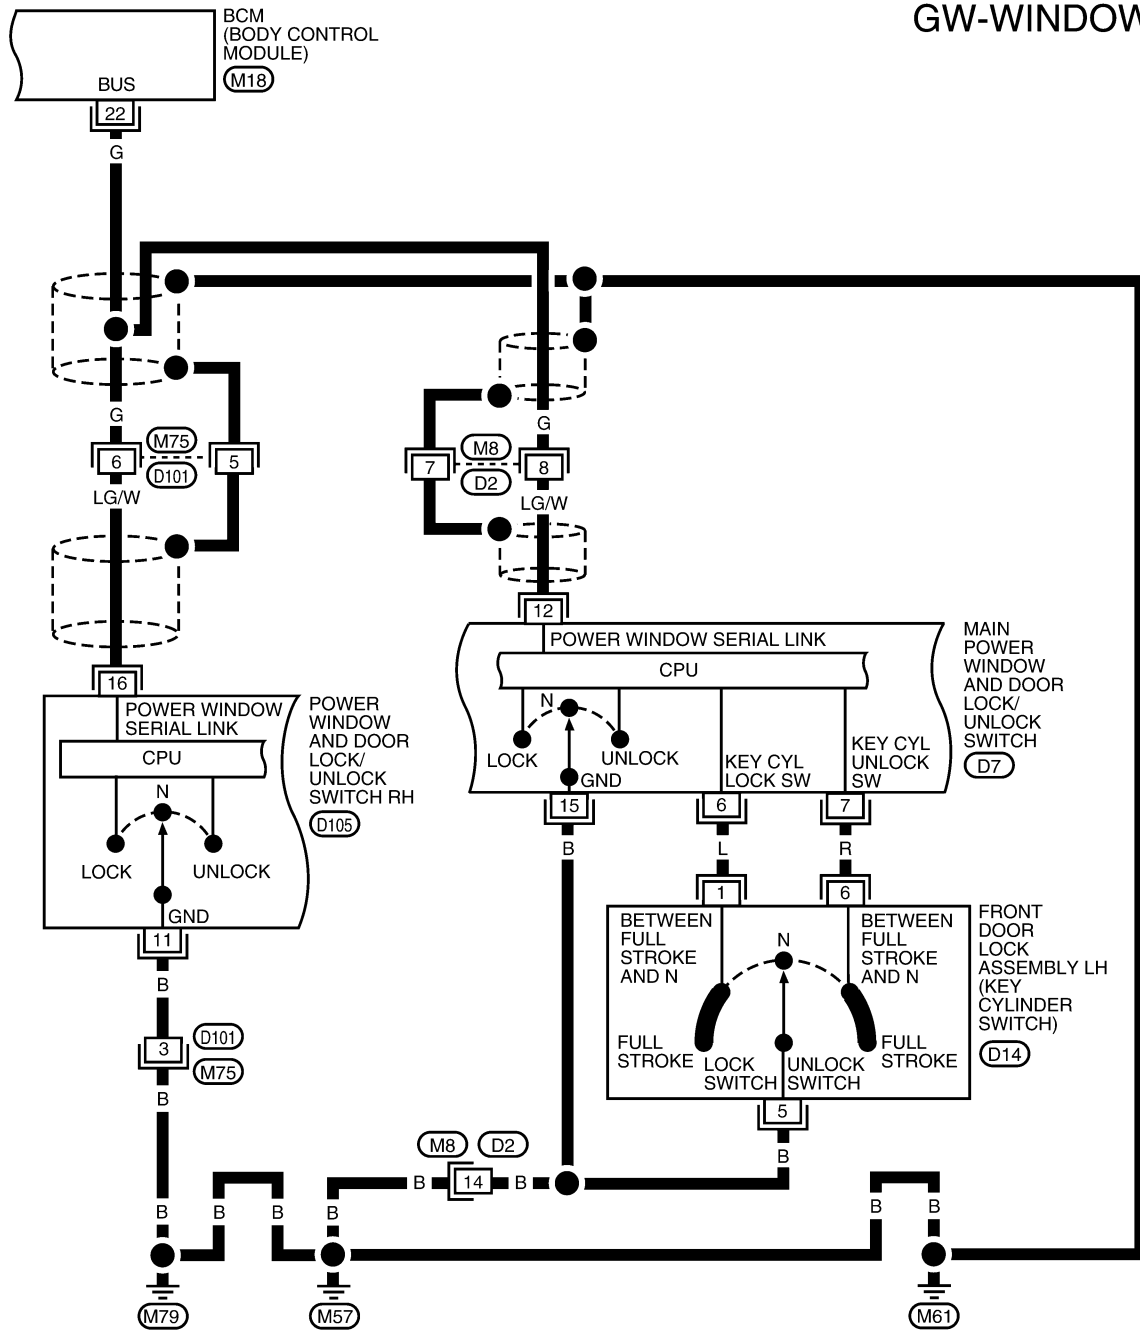 GW-WINDOW
BCM
(BODY CONTROL
MODULE)
M18
BUS
22
G
G
6
M75
D101
5
LG/W
7
M8
D2
G
8
LG/W
12
16
POWER WINDOW
SERIAL LINK
CPU
N
LOCK
UNLOCK
GND
11
POWER
WINDOW
AND DOOR
LOCK/
UNLOCK
SWITCH RH
D105
POWER WINDOW SERIAL LINK
CPU
N
LOCK
UNLOCK
GND
KEY CYL
LOCK SW
KEY CYL
UNLOCK
SW
MAIN
POWER
WINDOW
AND DOOR
LOCK/
UNLOCK
SWITCH
D7
15
6
7
B
L
R
1
6
BETWEEN
FULL
STROKE
AND N
N
BETWEEN
FULL
STROKE
AND N
FULL
STROKE
LOCK
SWITCH
UNLOCK
SWITCH
FULL
STROKE
FRONT
DOOR
LOCK
ASSEMBLY LH
(KEY
CYLINDER
SWITCH)
D14
5
B
B
3
D101
M75
B
M8
D2
B
14
B
B
B
B
B
B
B
M79
M57
M61